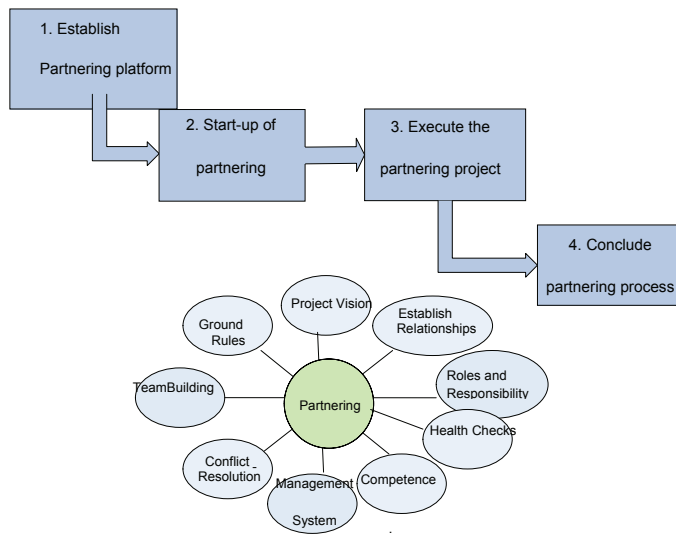 1. Establish
Partnering platform
2. Start-up of
partnering
3. Execute the
partnering project
4. Conclude
partnering process
Project Vision
Establish
Relationships
Ground
Rules
TeamBuilding
Partnering
Roles and
Responsibility
Health Checks
Conflict -
Resolution
Management
System
Competence